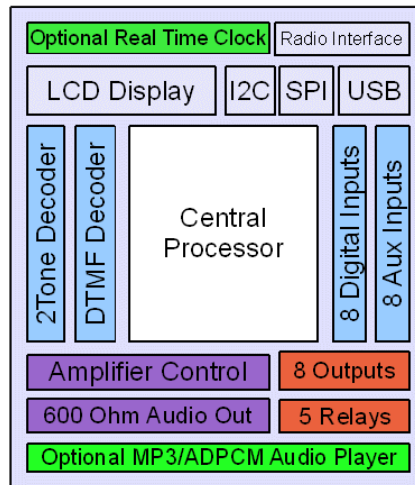 Optional Real Time Clock
Radio Interface
LCD Display
I2C
SPI
USB
2Tone Decoder
DTMF Decoder
Central
Processor
8 Digital Inputs
8 Aux Inputs
Amplifier Control
8 Outputs
600 Ohm Audio Out
5 Relays
Optional MP3/ADPCM Audio Player